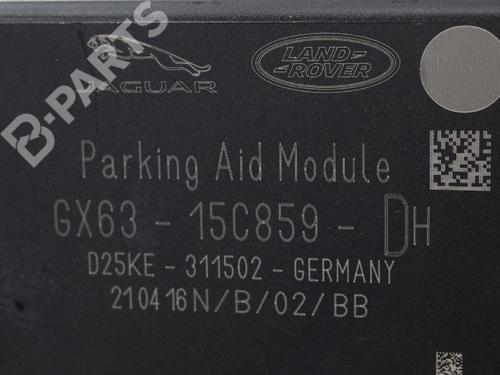 B-PARTS
JAGUAR
LAND ROVER
Parking Aid Module
GX63 - 15C859 - DH
D25KE - 311502 - GERMANY
210416N/B/02/BB